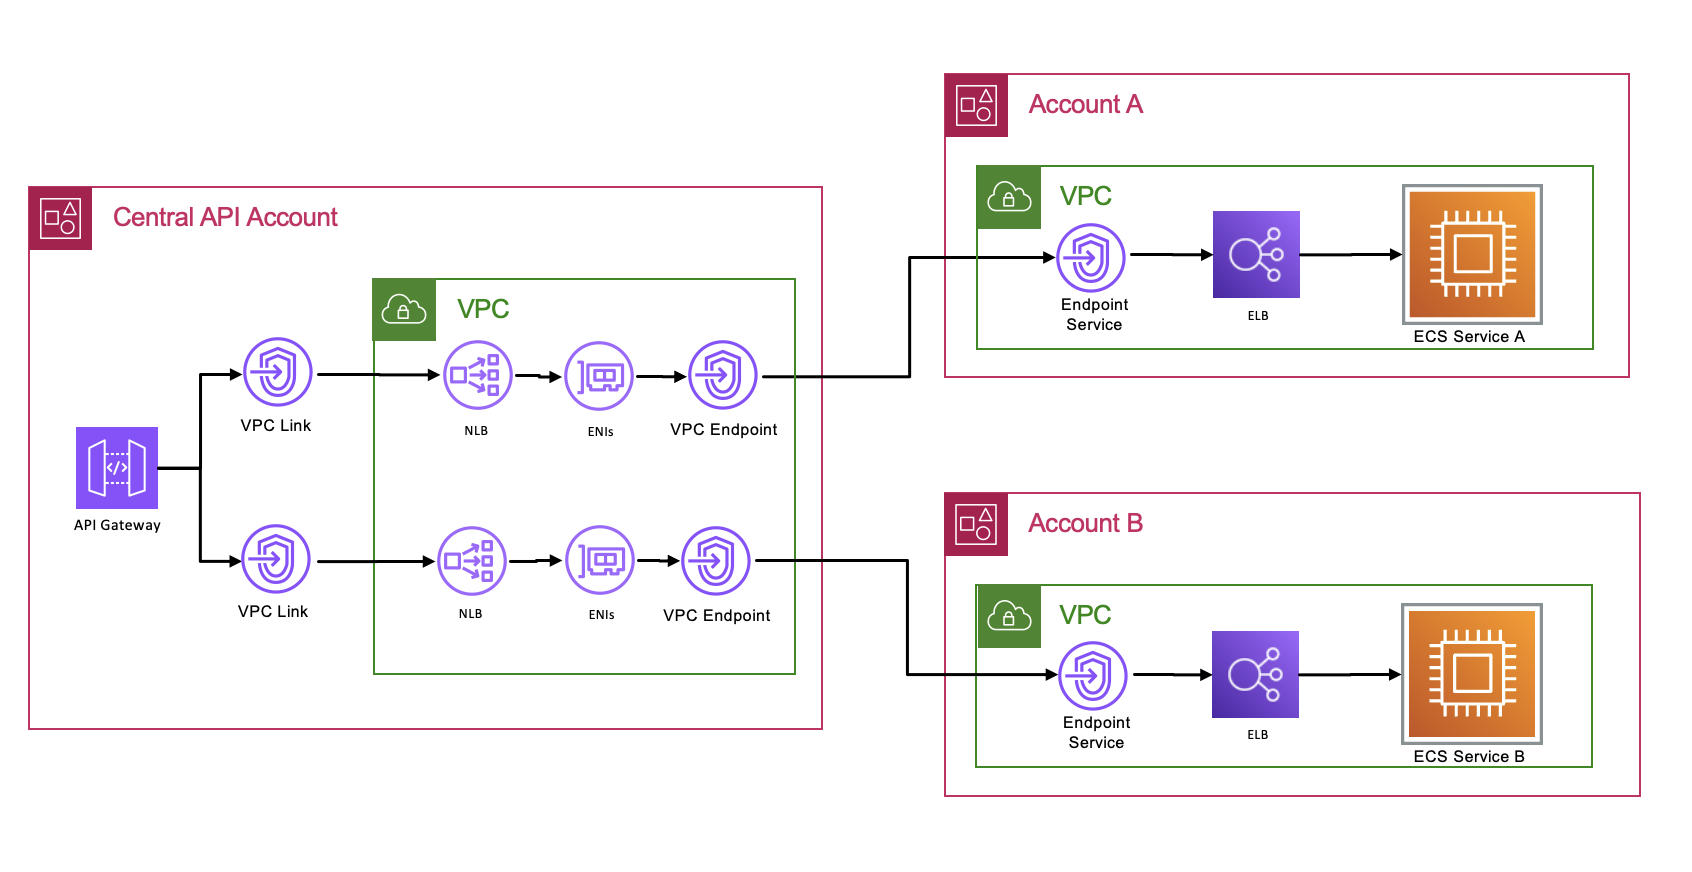 Central API Account
VPC
API Gateway
VPC Link
NLB
ENIs
VPC Endpoint
VPC Link
NLB
ENIs
VPC Endpoint
Account A
VPC
Endpoint
Service
ELB
ECS Service A
Account B
VPC
Endpoint
Service
ELB
ECS Service B